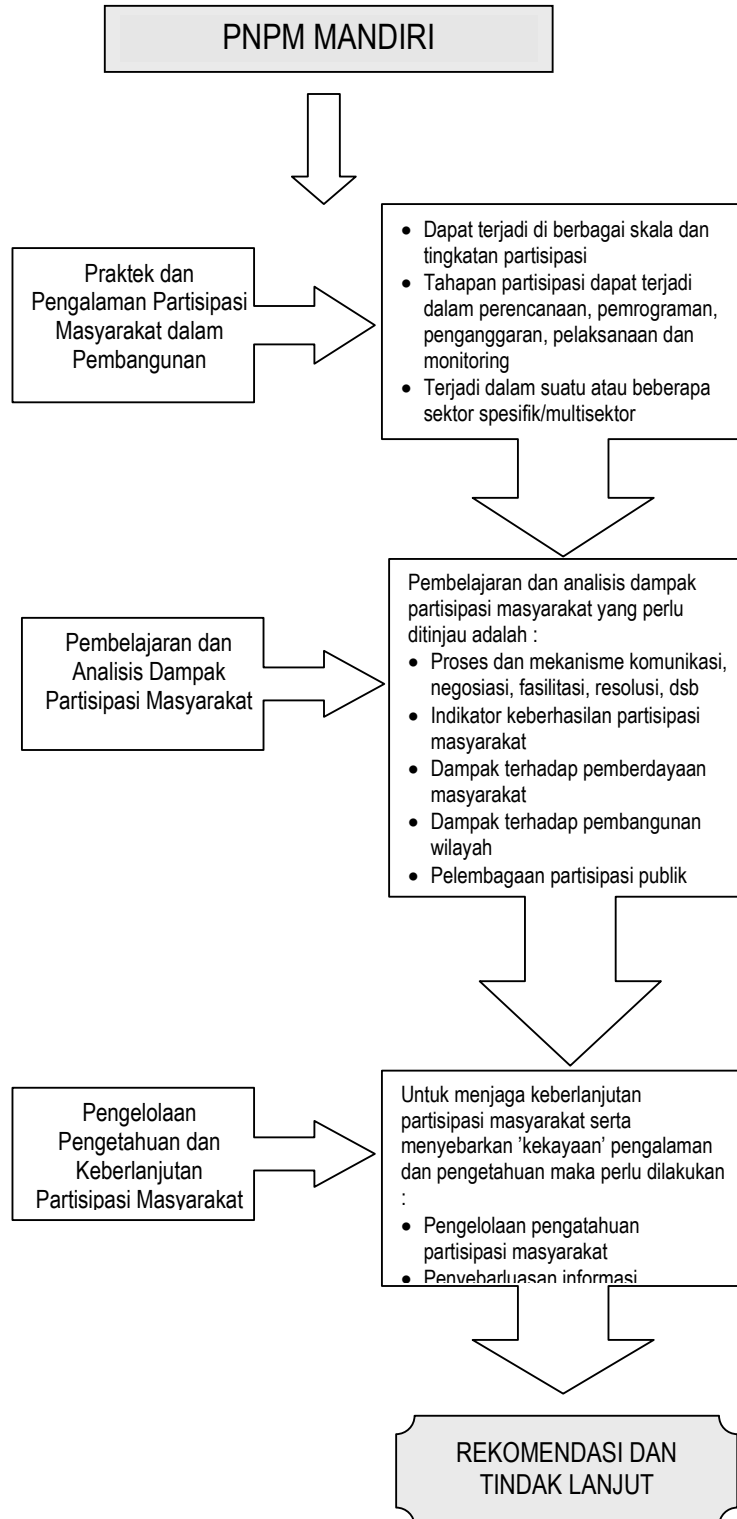 PNPM MANDIRI
Praktek dan
Pengalaman Partisipasi
Masyarakat dalam
Pembangunan
• Dapat terjadi di berbagai skala dan
tingkatan partisipasi
• Tahapan partisipasi dapat terjadi
dalam perencanaan, pemrograman,
penganggaran, pelaksanaan dan
monitoring
• Terjadi dalam suatu atau beberapa
sektor spesifik/multisektor
Pembelajaran dan
Analisis Dampak
Partisipasi Masyarakat
Pembelajaran dan analisis dampak
partisipasi masyarakat yang perlu
ditinjau adalah :
• Proses dan mekanisme komunikasi,
negosiasi, fasilitasi, resolusi, dsb
• Indikator keberhasilan partisipasi
masyarakat
• Dampak terhadap pemberdayaan
masyarakat
• Dampak terhadap pembangunan
wilayah
• Pelembagaan partisipasi publik
Pengelolaan
Pengetahuan dan
Keberlanjutan
Partisipasi Masyarakat
Untuk menjaga keberlanjutan
partisipasi masyarakat serta
menyebarkan ’kekayaan’ pengalaman
dan pengetahuan maka perlu dilakukan
:
• Pengelolaan pengatahuan
partisipasi masyarakat
• Penyebarluasan informasi
REKOMENDASI DAN
TINDAK LANJUT